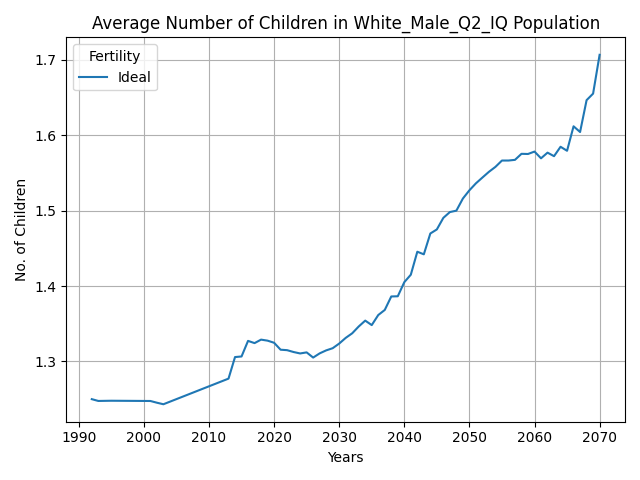 Average Number of Children in White_Male_Q2_IQ Population
Fertility
Ideal
No. of Children
1.7
1.6
1.5
1.4
1.3
1990 2000 2010 2020 2030 2040 2050 2060 2070
Years